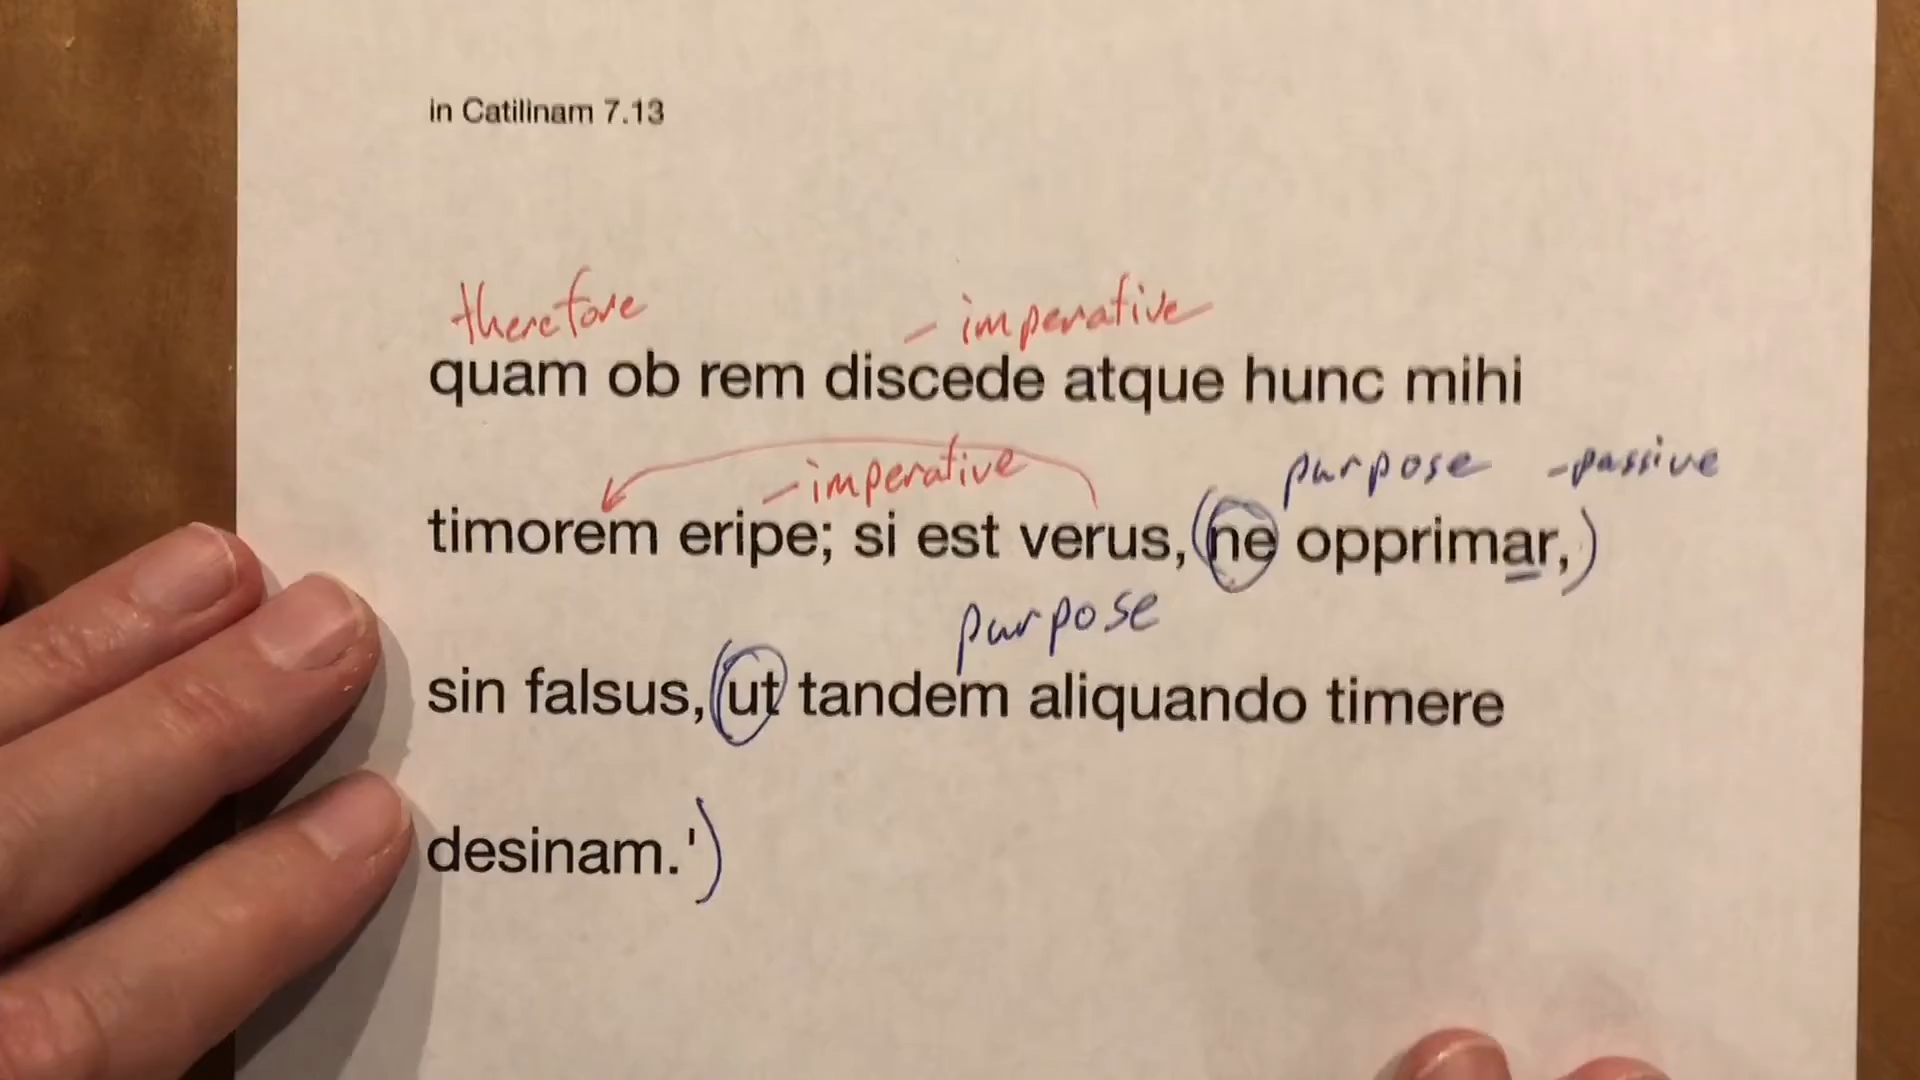 in Catilinam 7.13
therefore - imperative
quam ob rem discede atque hunc mihi
- imperative purpose - passive
timorem eripe; si est verus, (ne opprimar,)
purpose
sin falsus, (ut tandem aliquando timere
desinam.')